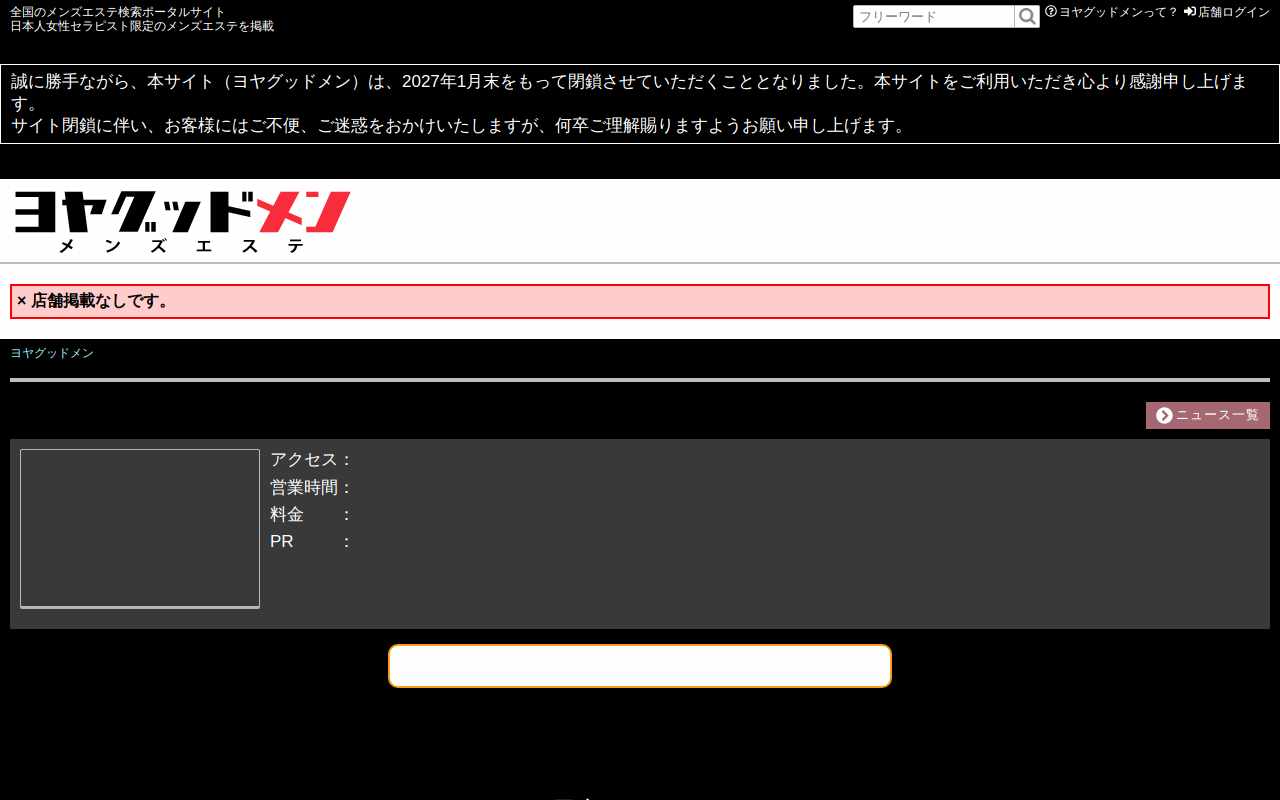 全国のメンズエステ検索ポータルサイト
日本人女性セラピスト限定のメンズエステを掲載
フリーワード
ヨヤグッドメンって？
店舗ログイン
誠に勝手ながら、本サイト（ヨヤグッドメン）は、2027年1月末をもって閉鎖させていただくこととなりました。本サイトをご利用いただき心より感謝申し上げま
す。
サイト閉鎖に伴い、お客様にはご不便、ご迷惑をおかけいたしますが、何卒ご理解賜りますようお願い申し上げます。
ヨヤグッドメン
メンズエステ
× 店舗掲載なしです。
ヨヤグッドメン
ニュース一覧
アクセス：
営業時間：
料金　　：
PR　　　：